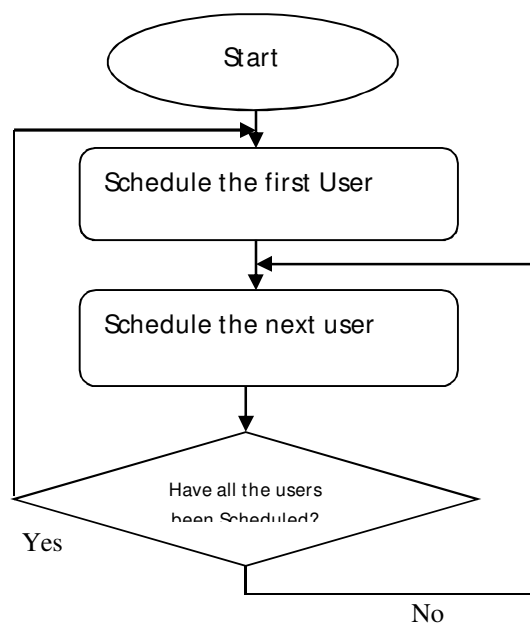 Start
Schedule the first User
Schedule the next user
Have all the users
been Scheduled?
Yes
No